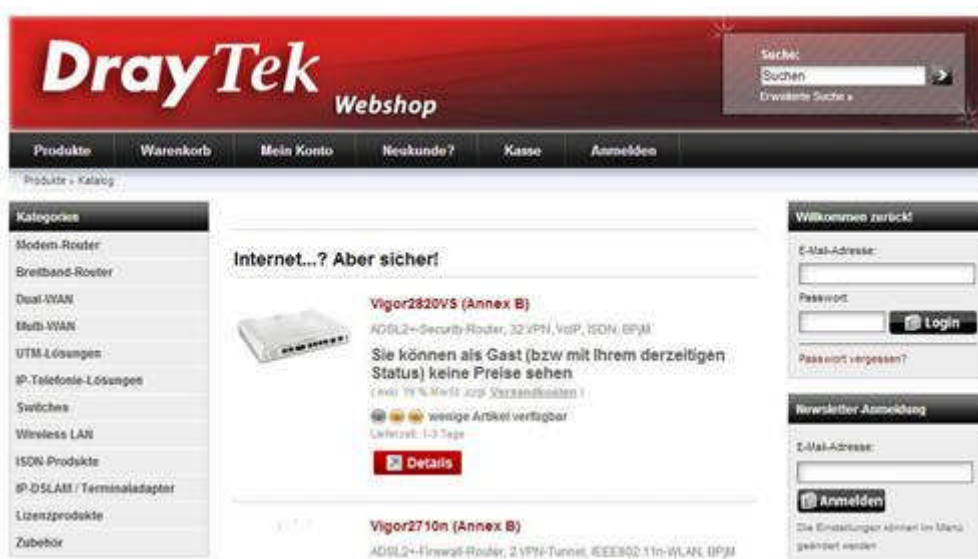 DrayTek
Webshop
Suche:
Suchen
Erweiterte Suche »
Produkte
Warenkorb
Mein Konto
Neukunde?
Kasse
Anmelden
Produkte » Katalog
Kategorien
Modem-Router
Breitband-Router
Dual-WAN
Multi-WAN
UTM-Lösungen
IP-Telefonie-Lösungen
Switches
Wireless LAN
ISDN-Produkte
IP-DSLAM / Terminaladapter
Lizenzprodukte
Zubehör
Internet...? Aber sicher!
Vigor2820VS (Annex B)
ADSL2+-Security-Router, 32 VPN, VoIP, ISDN, BPjM
Sie können als Gast (bzw mit Ihrem derzeitigen
Status) keine Preise sehen
( exkl. 19 % MwSt. zzgl. Versandkosten )
wenige Artikel verfügbar
Lieferzeit: 1-3 Tage
Details
Vigor2710n (Annex B)
ADSL2+-Firewall-Router, 2 VPN-Tunnel, IEEE802.11n-WLAN, BPjM
Willkommen zurück!
E-Mail-Adresse:
Passwort:
Login
Passwort vergessen?
Newsletter-Anmeldung
E-Mail-Adresse:
Anmelden
Die Einstellungen können im Menü
geändert werden